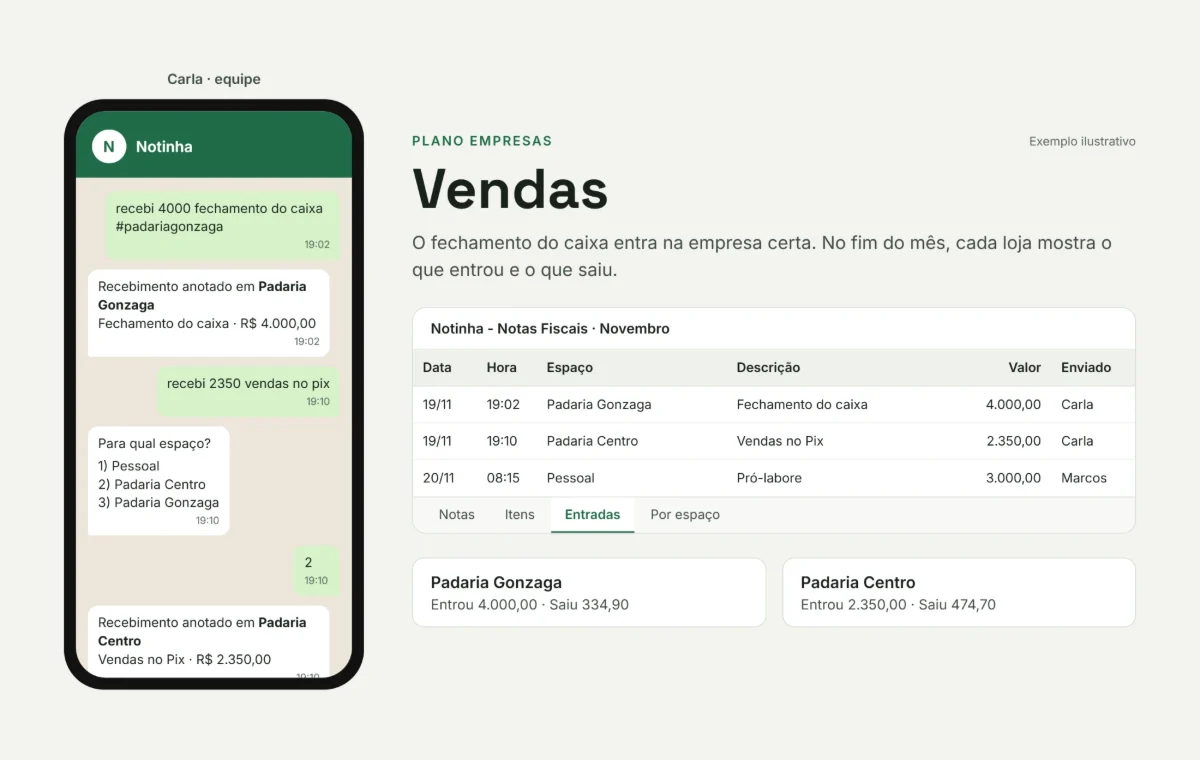 Carla · equipe
N
Notinha
recebi 4000 fechamento do caixa
#padariagonzaga
19:02
Recebimento anotado em Padaria
Gonzaga
Fechamento do caixa · R$ 4.000,00
19:02
recebi 2350 vendas no pix
19:10
Para qual espaço?
1) Pessoal
2) Padaria Centro
3) Padaria Gonzaga
19:10
2
19:10
Recebimento anotado em Padaria
Centro
Vendas no Pix · R$ 2.350,00
19:10
PLANO EMPRESAS
Exemplo ilustrativo
Vendas
O fechamento do caixa entra na empresa certa. No fim do mês, cada loja mostra o
que entrou e o que saiu.
Notinha - Notas Fiscais · Novembro
Data Hora Espaço Descrição Valor Enviado
19/11 19:02 Padaria Gonzaga Fechamento do caixa 4.000,00 Carla
19/11 19:10 Padaria Centro Vendas no Pix 2.350,00 Carla
20/11 08:15 Pessoal Pró-labore 3.000,00 Marcos
Notas Itens Entradas Por espaço
Padaria Gonzaga
Entrou 4.000,00 · Saiu 334,90
Padaria Centro
Entrou 2.350,00 · Saiu 474,70